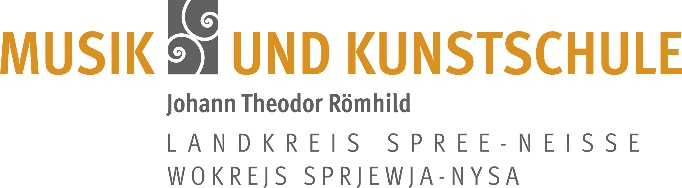 MUSIK UND KUNSTSCHULE
Johann Theodor Römhild
LANDKREIS SPREE-NEISSE
WOKREJS SPRJEWJA-NYSA